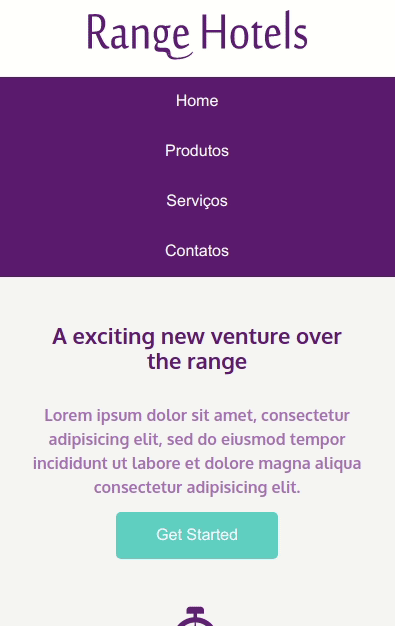 Range Hotels
Home
Produtos
Serviços
Contatos
A exciting new venture over
the range
Lorem ipsum dolor sit amet, consectetur
adipisicing elit, sed do eiusmod tempor
incididunt ut labore et dolore magna aliqua
consectetur adipisicing elit.
Get Started